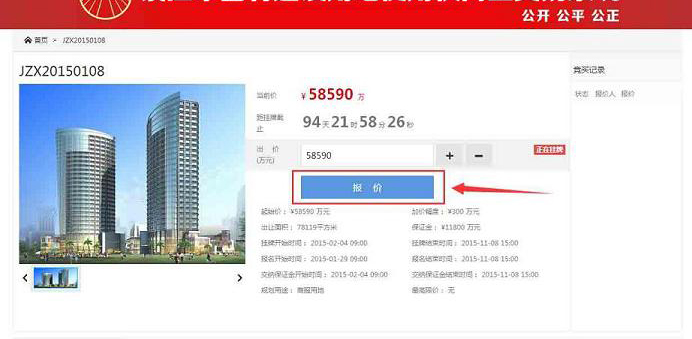 公开 公平 公正
首页 > JZX20150108
JZX20150108
当前价 ¥ 58590 万
距挂牌截止 94天21时58分26秒
出 价 (万元) 58590 + − 正在挂牌
报 价
起始价： ¥58590 万元 加价幅度： ¥300 万元
出让面积： 78119平方米 保证金： ¥11800 万元
挂牌开始时间： 2015-02-04 09:00 挂牌结束时间： 2015-11-08 15:00
报名开始时间： 2015-01-29 09:00 报名结束时间： 2015-11-08 15:00
交纳保证金开始时间： 2015-02-04 09:00 交纳保证金结束时间： 2015-11-08 15:00
规划用途： 商服用地 最高限价： 无
竞买记录
状态 报价人 报价